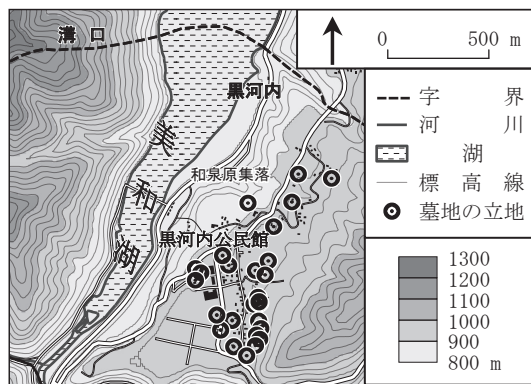 溝口
黒河内
美和湖
和泉原集落
黒河内公民館
0 500 m
字界
河川
湖
標高線
墓地の立地
1300
1200
1100
1000
900
800 m